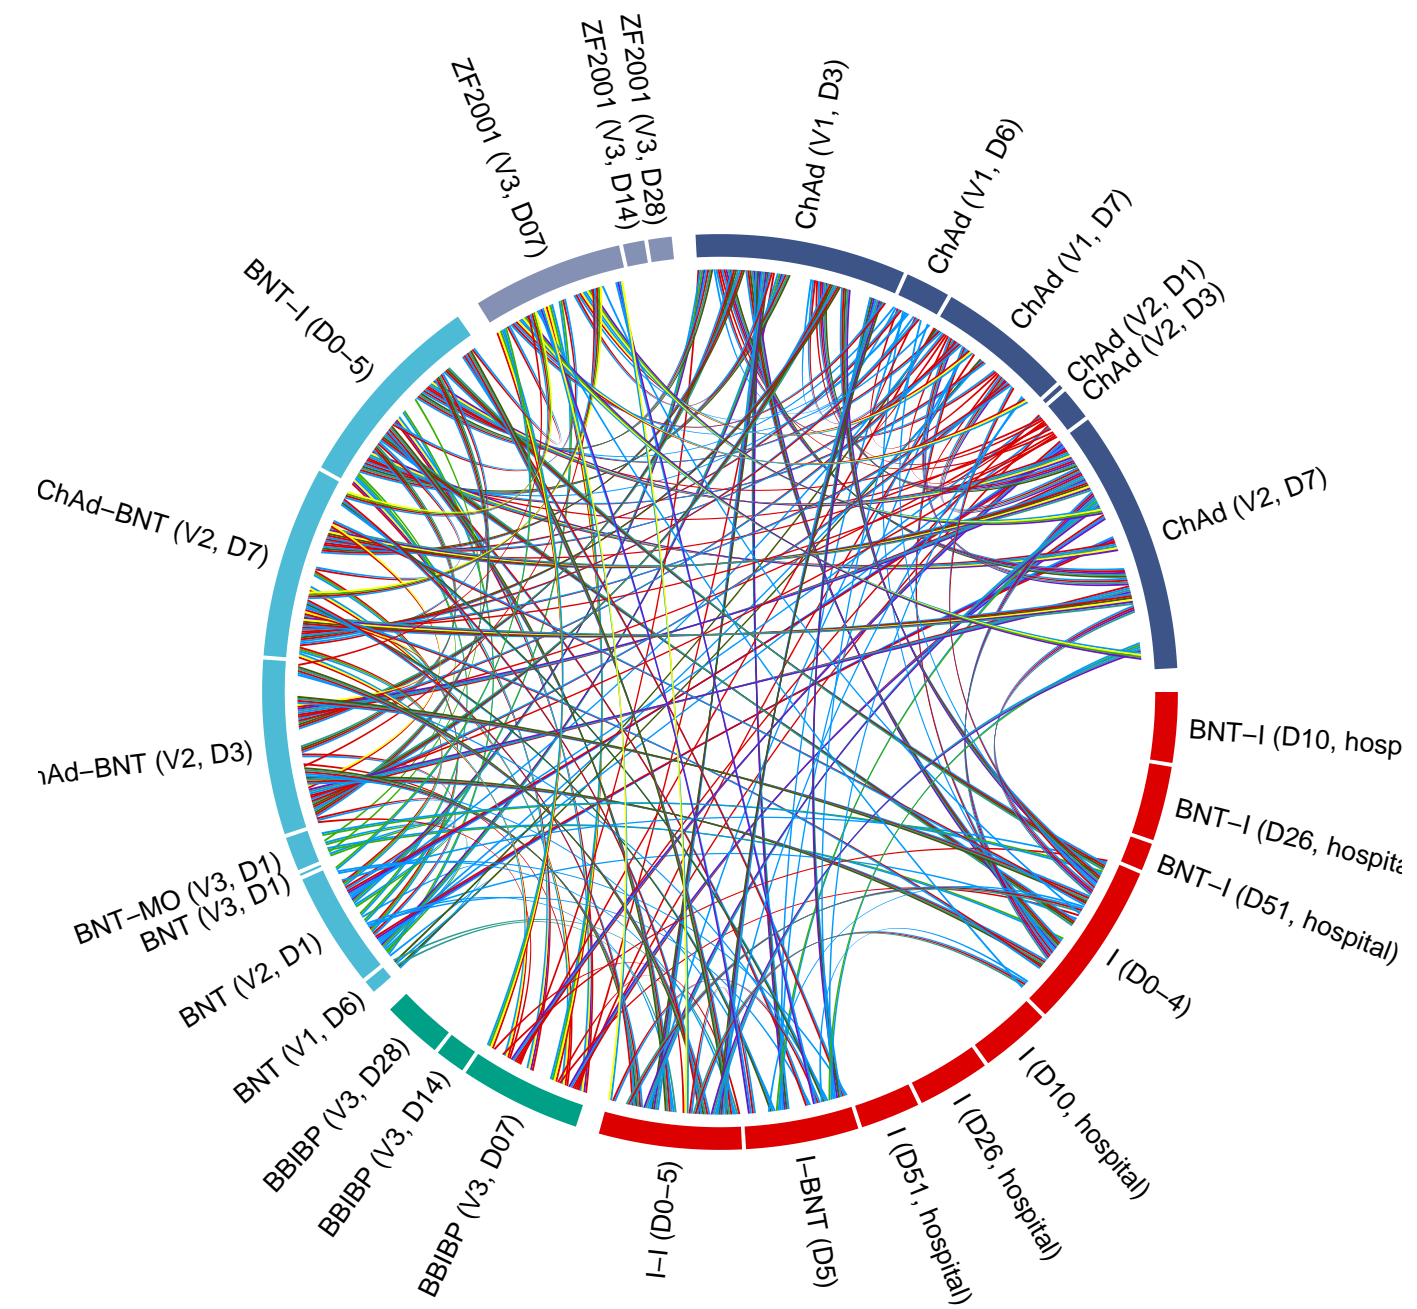 ChAd (V1, D3)
ChAd (V1, D6)
ChAd (V1, D7)
ChAd (V2, D1)
ChAd (V2, D3)
ChAd (V2, D7)
BNT–I (D10, hosp
BNT–I (D26, hospita
BNT–I (D51, hospital)
I (D0–4)
I (D10, hospital)
I (D26, hospital)
I (D51, hospital)
I–BNT (D5)
I–I (D0–5)
BBIBP (V3, D07)
BBIBP (V3, D14)
BBIBP (V3, D28)
BNT (V1, D6)
BNT (V2, D1)
BNT (V3, D1)
BNT–MO (V3, D1)
hAd–BNT (V2, D3)
ChAd–BNT (V2, D7)
BNT–I (D0–5)
ZF2001 (V3, D07)
ZF2001 (V3, D14)
ZF2001 (V3, D28)